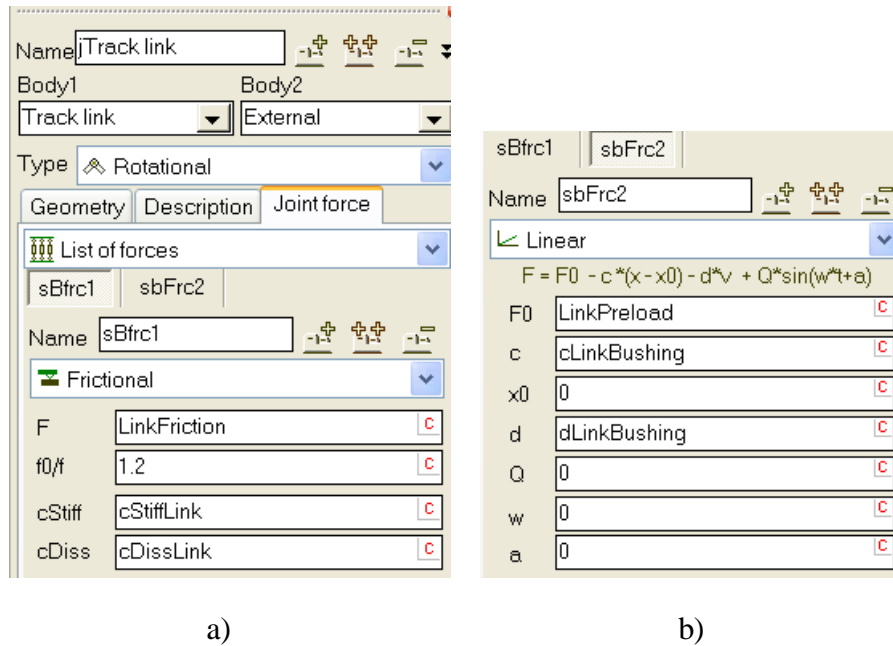 Name jTrack link
Body1 Body2
Track link External
Type Rotational
Geometry Description Joint force
List of forces
sBfrc1 sbFrc2
Name sBfrc1
Frictional
F LinkFriction C
f0/f 1.2 C
cStiff cStiffLink C
cDiss cDissLink C
a)
sBfrc1 sbFrc2
Name sbFrc2
Linear
F = F0 - c*(x-x0) - d*v + Q*sin(w*t+a)
F0 LinkPreload C
c cLinkBushing C
x0 0 C
d dLinkBushing C
Q 0 C
w 0 C
a 0 C
b)